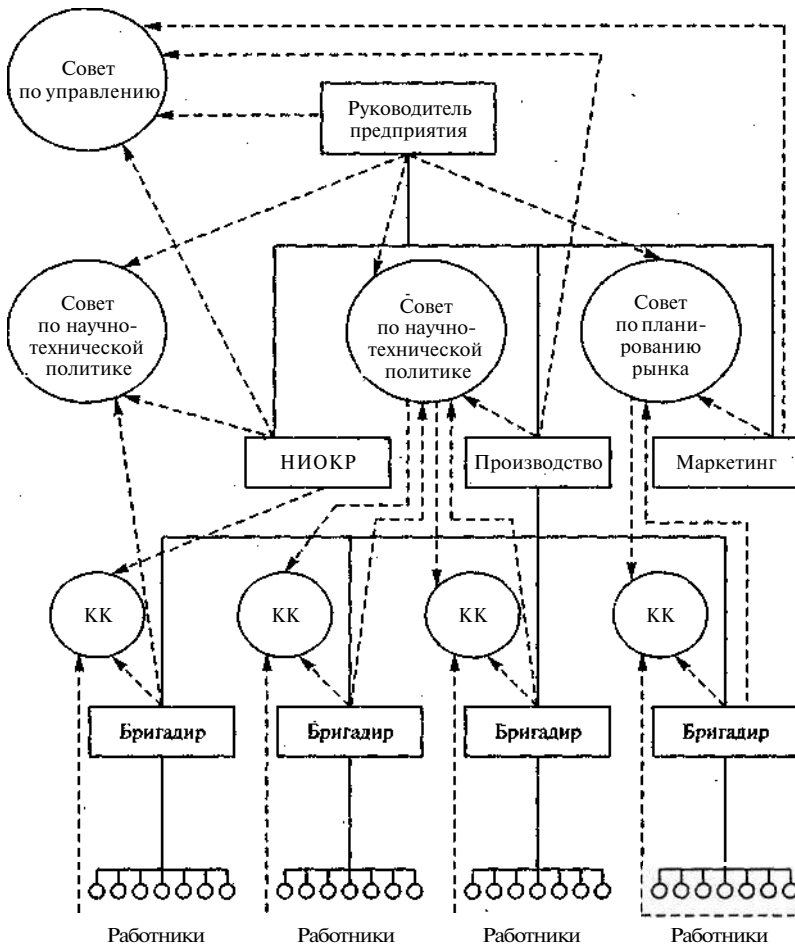 Совет
по управлению
Руководитель
предприятия
Совет
по научно-
технической
политике
Совет
по научно-
технической
политике
Совет
по плани-
рованию
рынка
НИОКР
Производство
Маркетинг
КК
КК
КК
КК
Бригадир
Бригадир
Бригадир
Бригадир
Работники
Работники
Работники
Работники